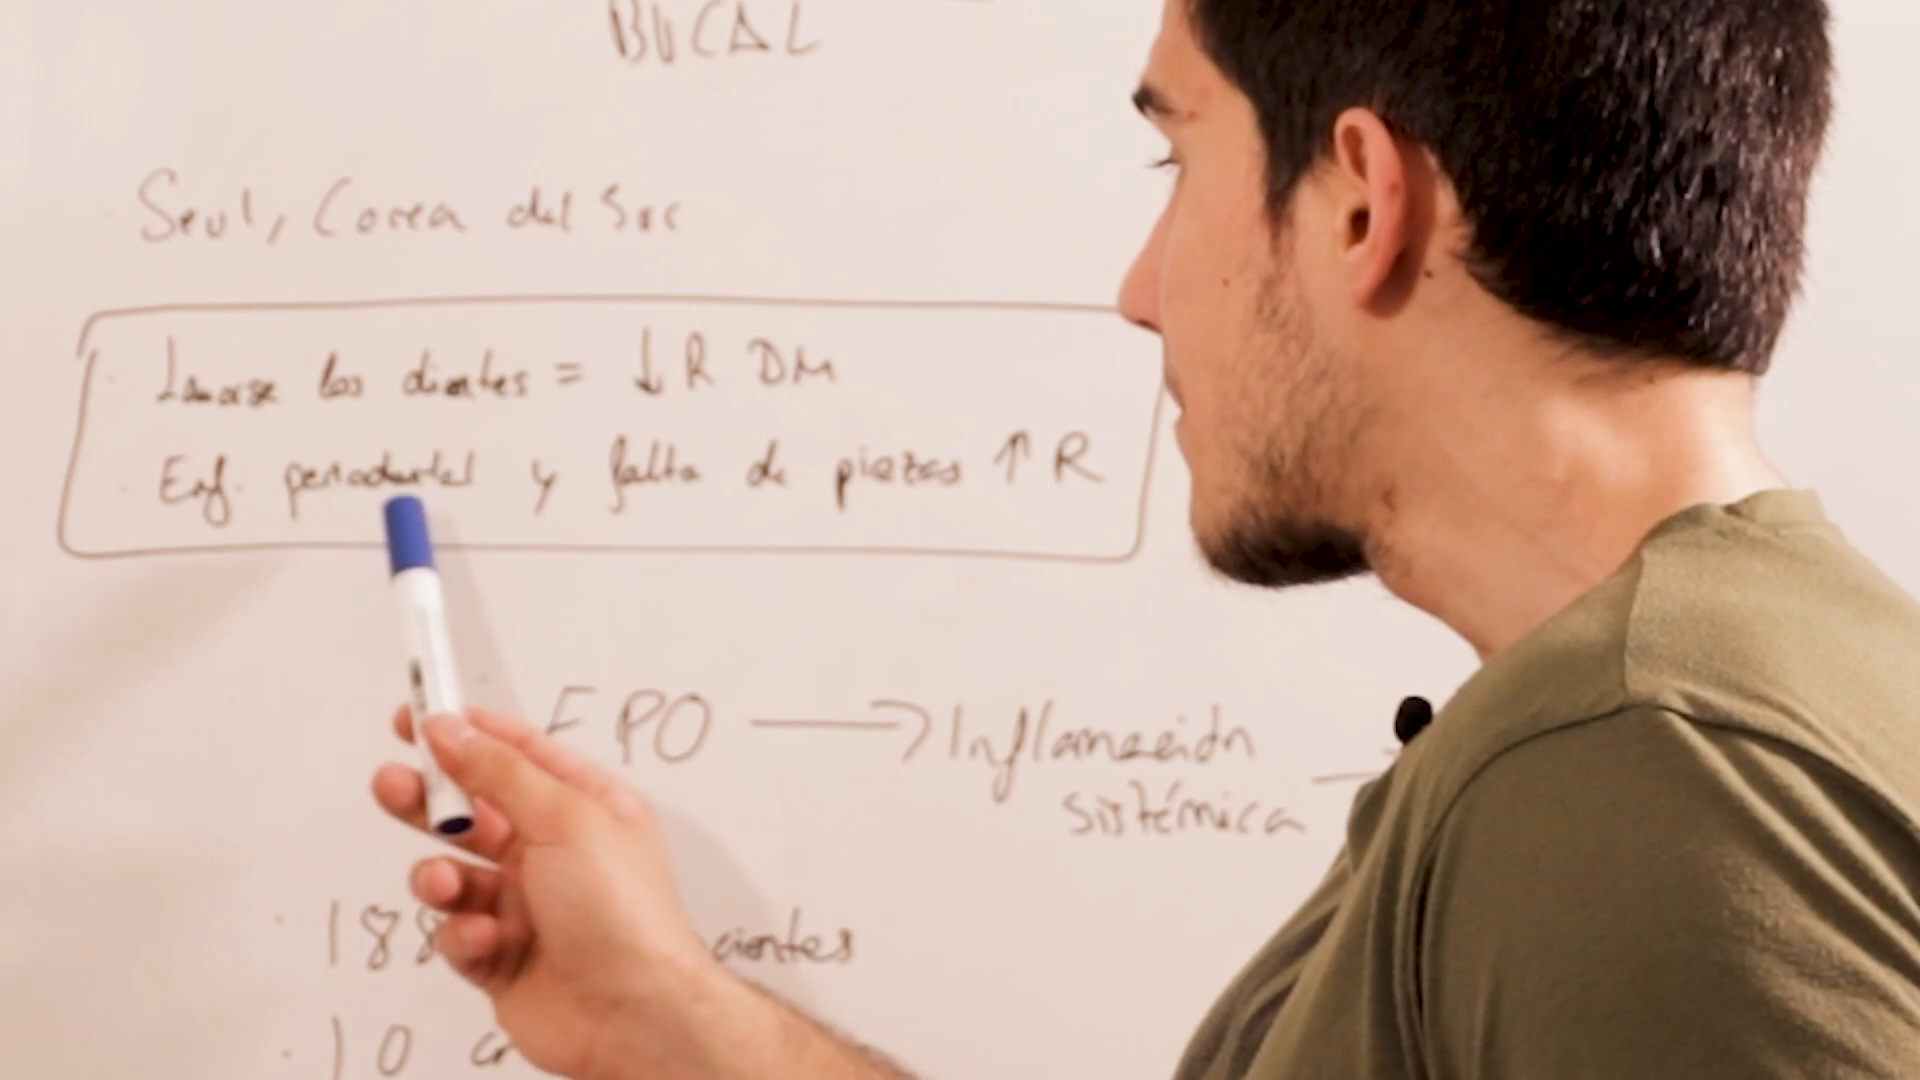 BUCAL
Seul, Corea del Sur
· Lavarse los dientes = ↓ R DM
· Enf. periodontal y falta de piezas ↑ R
EPO → Inflamación
sistémica
· 188
· 10